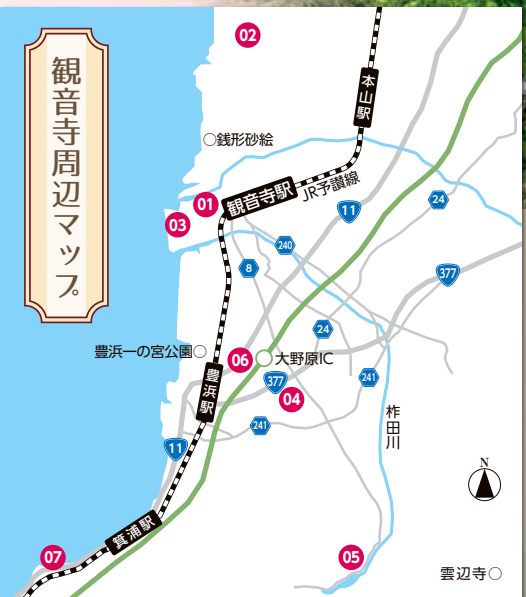 観音寺周辺マップ
02
本山駅
○銭形砂絵
JR予讃線
01
観音寺駅
24
03
11
240
8
377
24
豊浜一の宮公園○
06
○大野原IC
377
241
豊浜駅
04
241
柞田川
11
N
箕浦駅
07
05
雲辺寺○